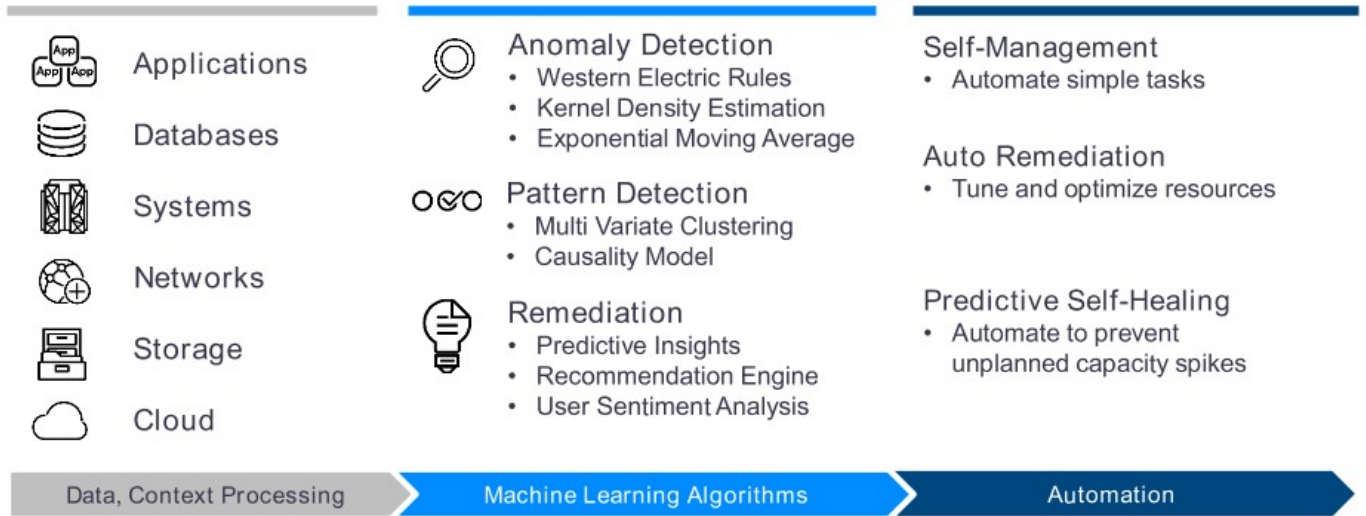 App
App App
Applications
Databases
Systems
Networks
Storage
Cloud
Anomaly Detection
• Western Electric Rules
• Kernel Density Estimation
• Exponential Moving Average
Pattern Detection
• Multi Variate Clustering
• Causality Model
Remediation
• Predictive Insights
• Recommendation Engine
• User Sentiment Analysis
Self-Management
• Automate simple tasks
Auto Remediation
• Tune and optimize resources
Predictive Self-Healing
• Automate to prevent
unplanned capacity spikes
Data, Context Processing
Machine Learning Algorithms
Automation